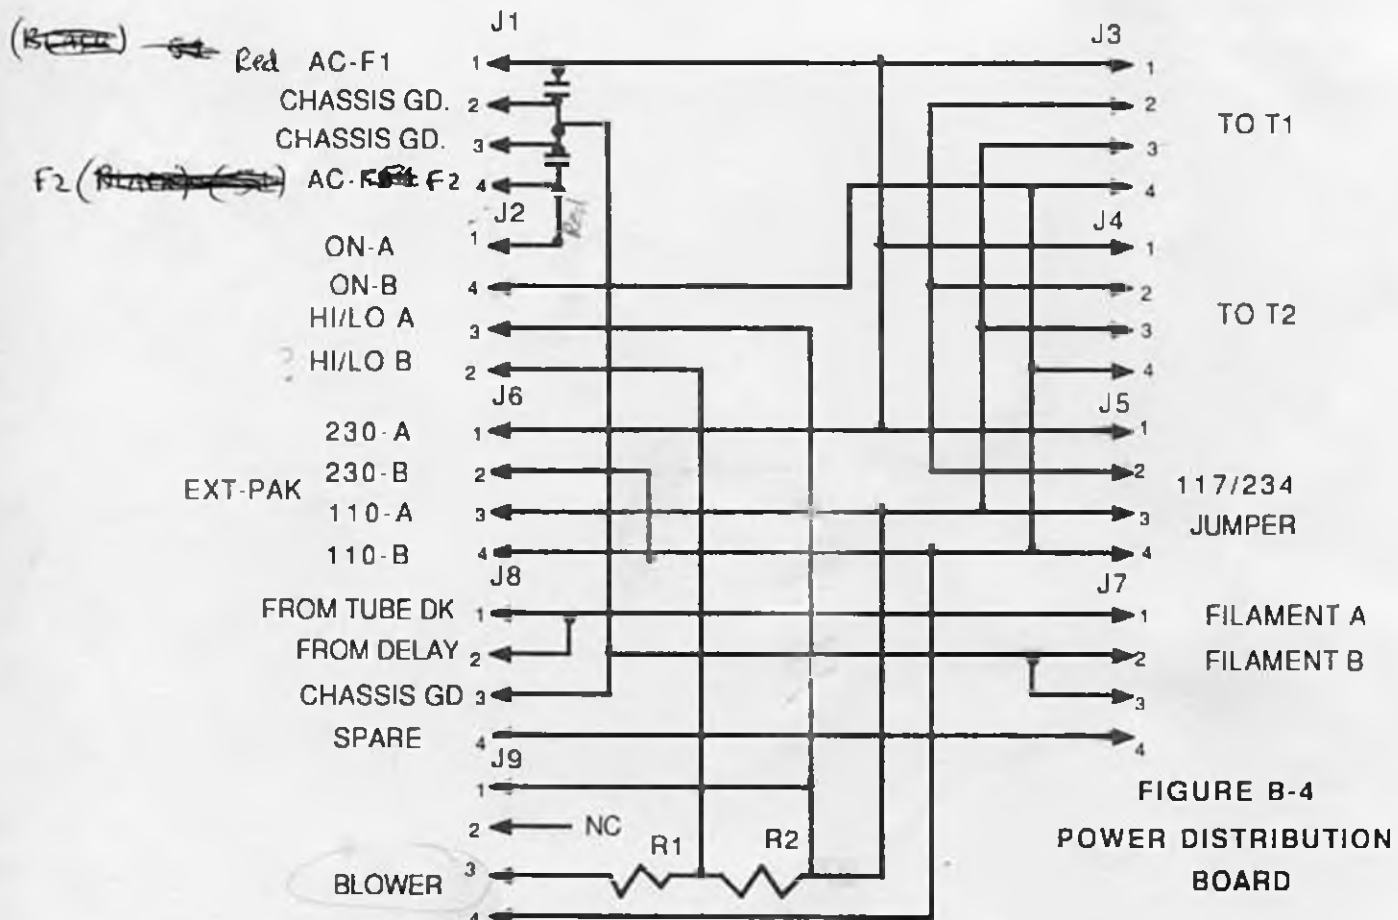 J1
Red AC-F1 1
CHASSIS GD. 2
CHASSIS GD. 3
F2 AC- F2 4
J2
Red
ON-A 1
ON-B 4
HI/LO A 3
? HI/LO B 2
J6
230-A 1
EXT-PAK
230-B 2
110-A 3
110-B 4
J8
FROM TUBE DK 1
FROM DELAY 2
CHASSIS GD 3
SPARE 4
J9
1
2 NC
BLOWER 3
4
R1 R2
J3
1
2
TO T1
3
4
J4
1
2
TO T2
3
4
J5
1
2
117/234
JUMPER
3
4
J7
1 FILAMENT A
2 FILAMENT B
3
4
FIGURE B-4
POWER DISTRIBUTION
BOARD